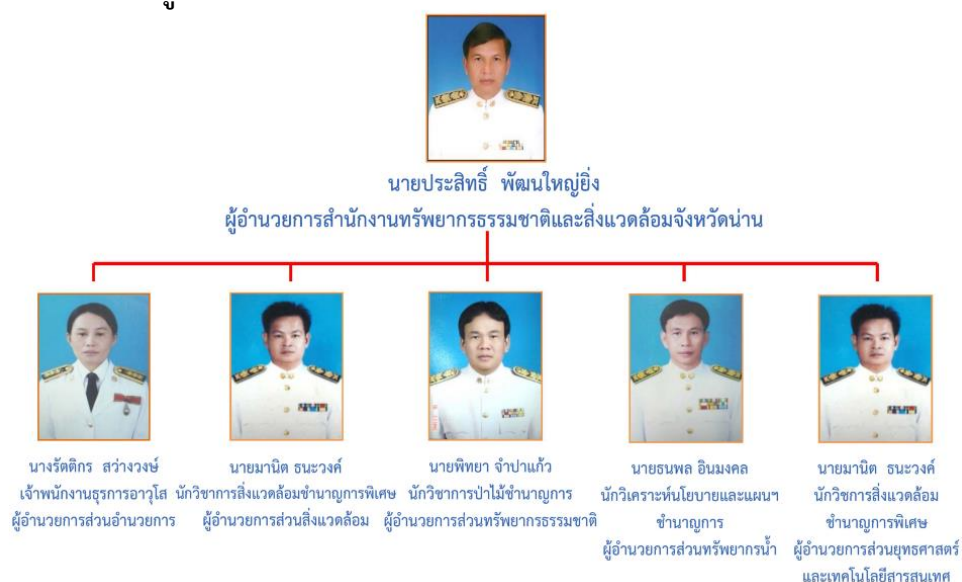 นายประสิทธิ์ พัฒนใหญ่ยิ่ง
ผู้อำนวยการสำนักงานทรัพยากรธรรมชาติและสิ่งแวดล้อมจังหวัดน่าน
นางรัตติกร สว่างวงษ์
เจ้าพนักงานธุรการอาวุโส
ผู้อำนวยการส่วนอำนวยการ
นายมานิต ธนะวงค์
นักวิชาการสิ่งแวดล้อมชำนาญการพิเศษ
ผู้อำนวยการส่วนสิ่งแวดล้อม
นายพิทยา จำปาแก้ว
นักวิชาการป่าไม้ชำนาญการ
ผู้อำนวยการส่วนทรัพยากรธรรมชาติ
นายธนพล อินมงคล
นักวิเคราะห์นโยบายและแผนฯ
ชำนาญการ
ผู้อำนวยการส่วนทรัพยากรน้ำ
นายมานิต ธนะวงค์
นักวิชการสิ่งแวดล้อม
ชำนาญการพิเศษ
ผู้อำนวยการส่วนยุทธศาสตร์
และเทคโนโลยีสารสนเทศ